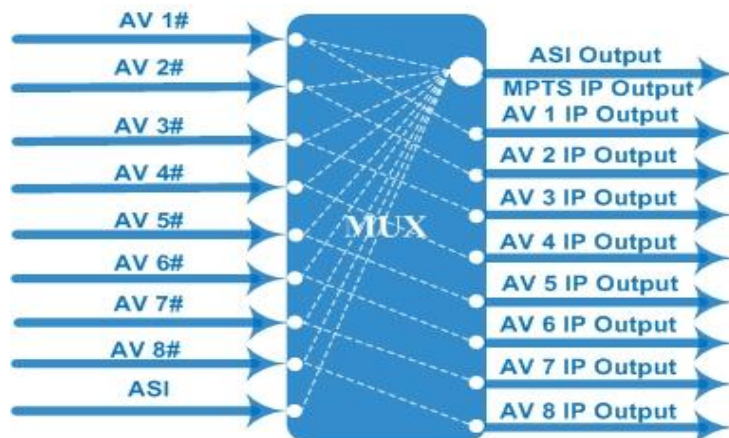 AV 1#
AV 2#
AV 3#
AV 4#
AV 5#
AV 6#
AV 7#
AV 8#
ASI
MUX
ASI Output
MPTS IP Output
AV 1 IP Output
AV 2 IP Output
AV 3 IP Output
AV 4 IP Output
AV 5 IP Output
AV 6 IP Output
AV 7 IP Output
AV 8 IP Output